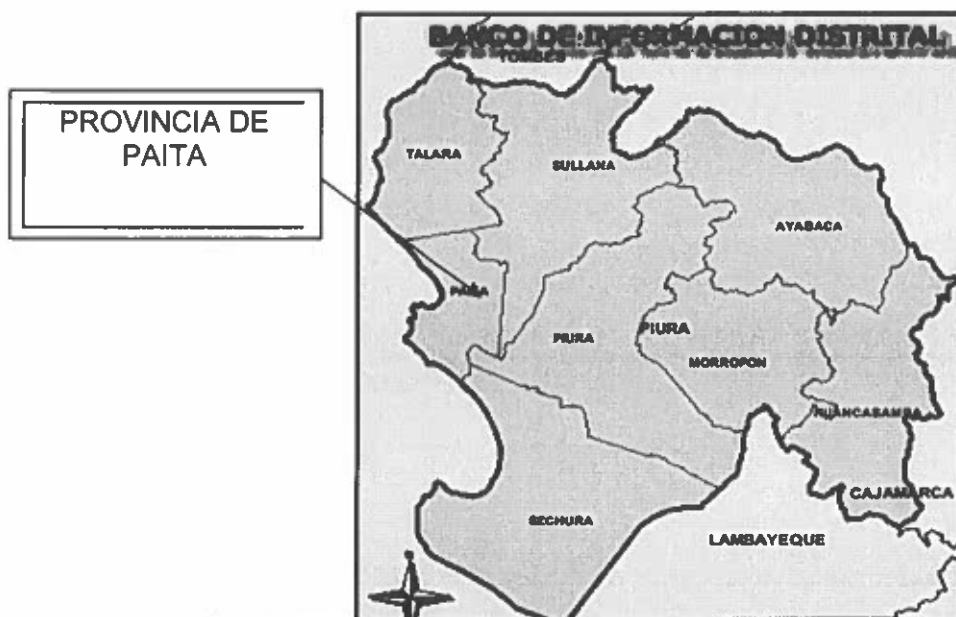 PROVINCIA DE
PAITA
BANCO DE INFORMACION DISTRITAL
TUMBES
TALARA
SULLANA
AYABACA
PAITA
PIURA
PIURA
MORROPON
HUANCABAMBA
CAJAMARCA
SECHURA
LAMBAYEQUE